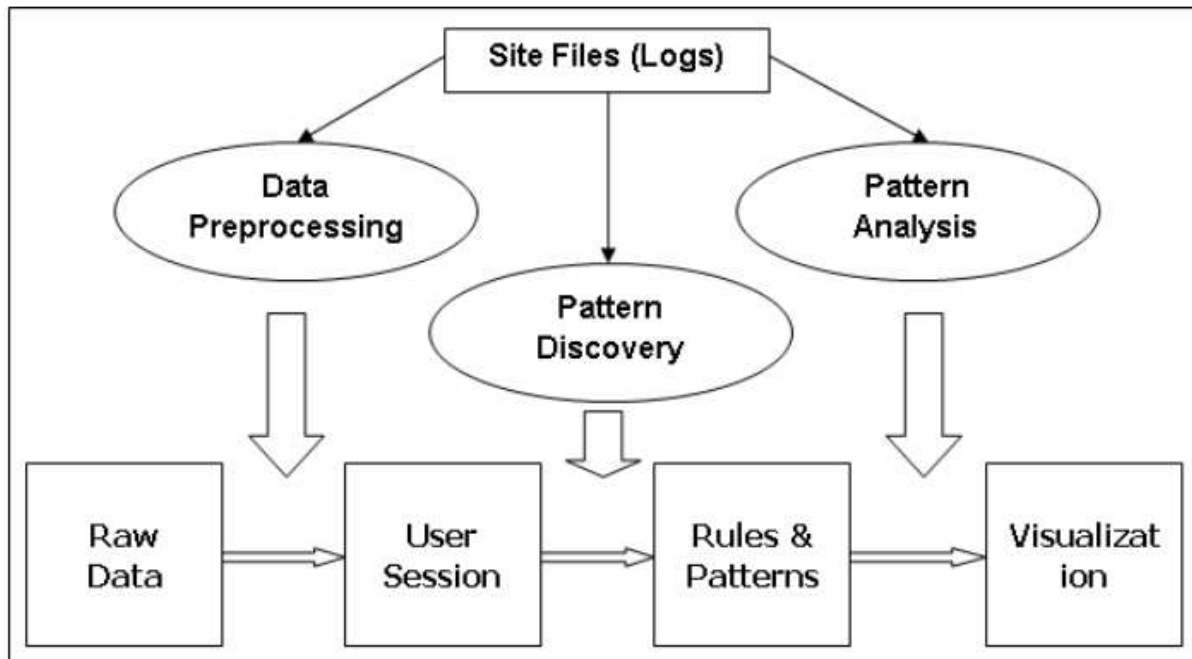 Site Files (Logs)
Data
Preprocessing
Pattern
Analysis
Pattern
Discovery
Raw
Data
User
Session
Rules &
Patterns
Visualizat
ion